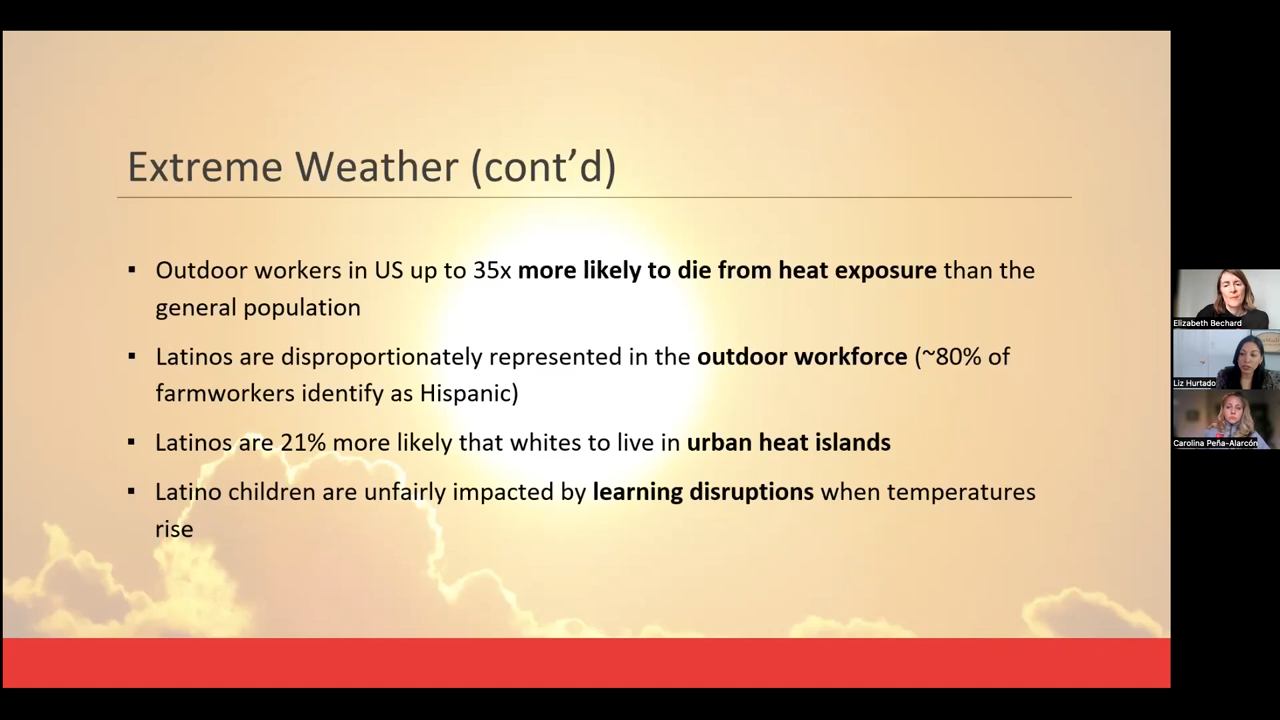 Extreme Weather (cont’d)
▪ Outdoor workers in US up to 35x more likely to die from heat exposure than the
general population
▪ Latinos are disproportionately represented in the outdoor workforce (~80% of
farmworkers identify as Hispanic)
▪ Latinos are 21% more likely that whites to live in urban heat islands
▪ Latino children are unfairly impacted by learning disruptions when temperatures
rise
Elizabeth Bechard
Liz Hurtado
Carolina Peña-Alarcón